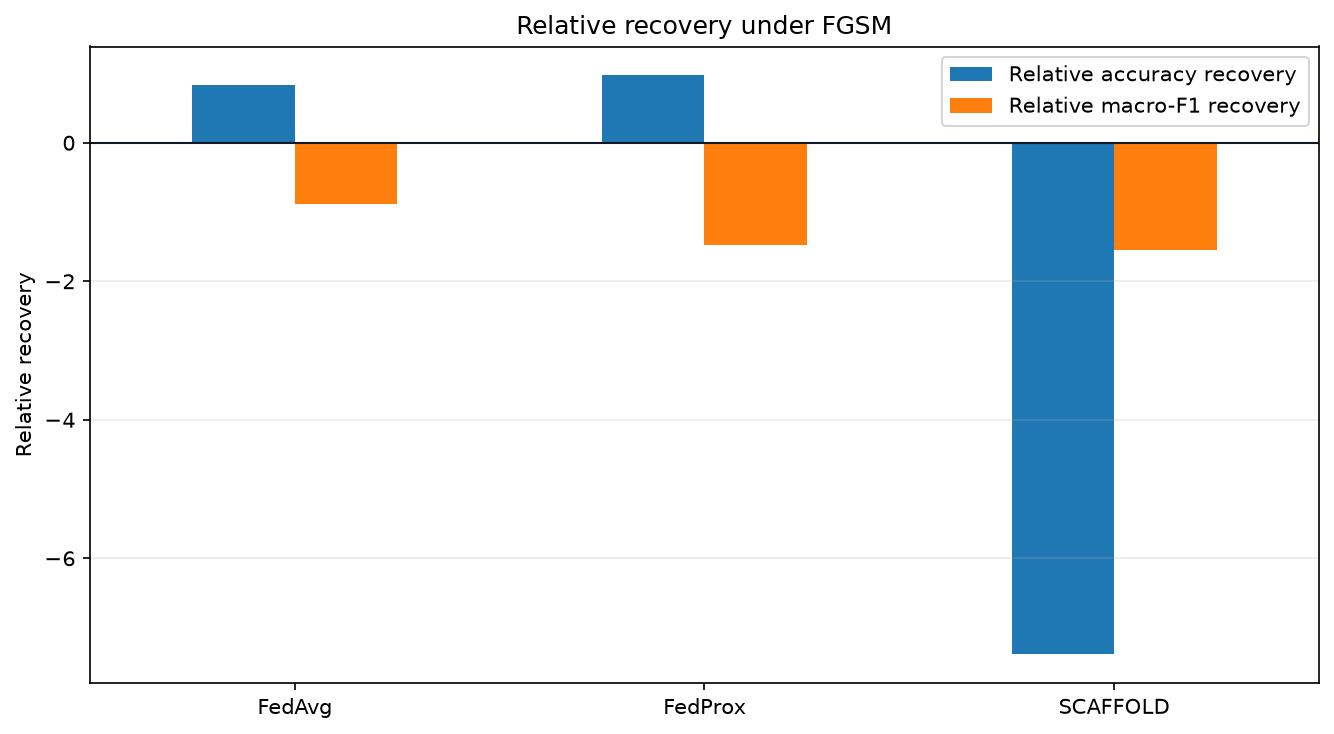 Relative recovery under FGSM
Relative accuracy recovery
Relative macro-F1 recovery
Relative recovery
0
−2
−4
−6
FedAvg
FedProx
SCAFFOLD